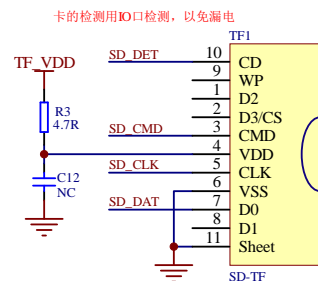 卡的检测用IO口检测，以免漏电
TF1
TF_VDD
SD_DET 10 CD
9 WP
1 D2
R3 2 D3/CS
4.7R SD_CMD 3 CMD
4 VDD
SD_CLK 5 CLK
C12 6 VSS
NC SD_DAT 7 D0
8 D1
11 Sheet
SD-TF